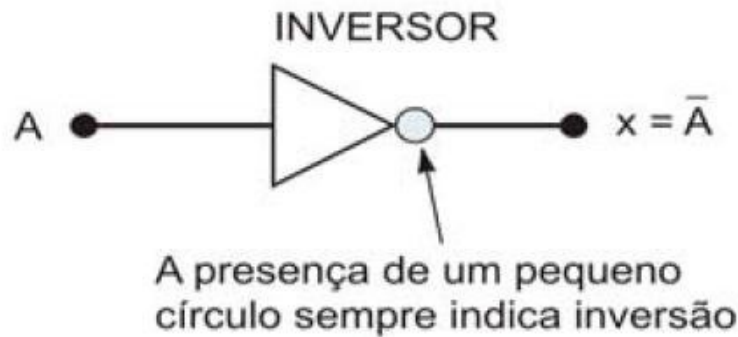 INVERSOR
A
x = A̅
A presença de um pequeno
círculo sempre indica inversão